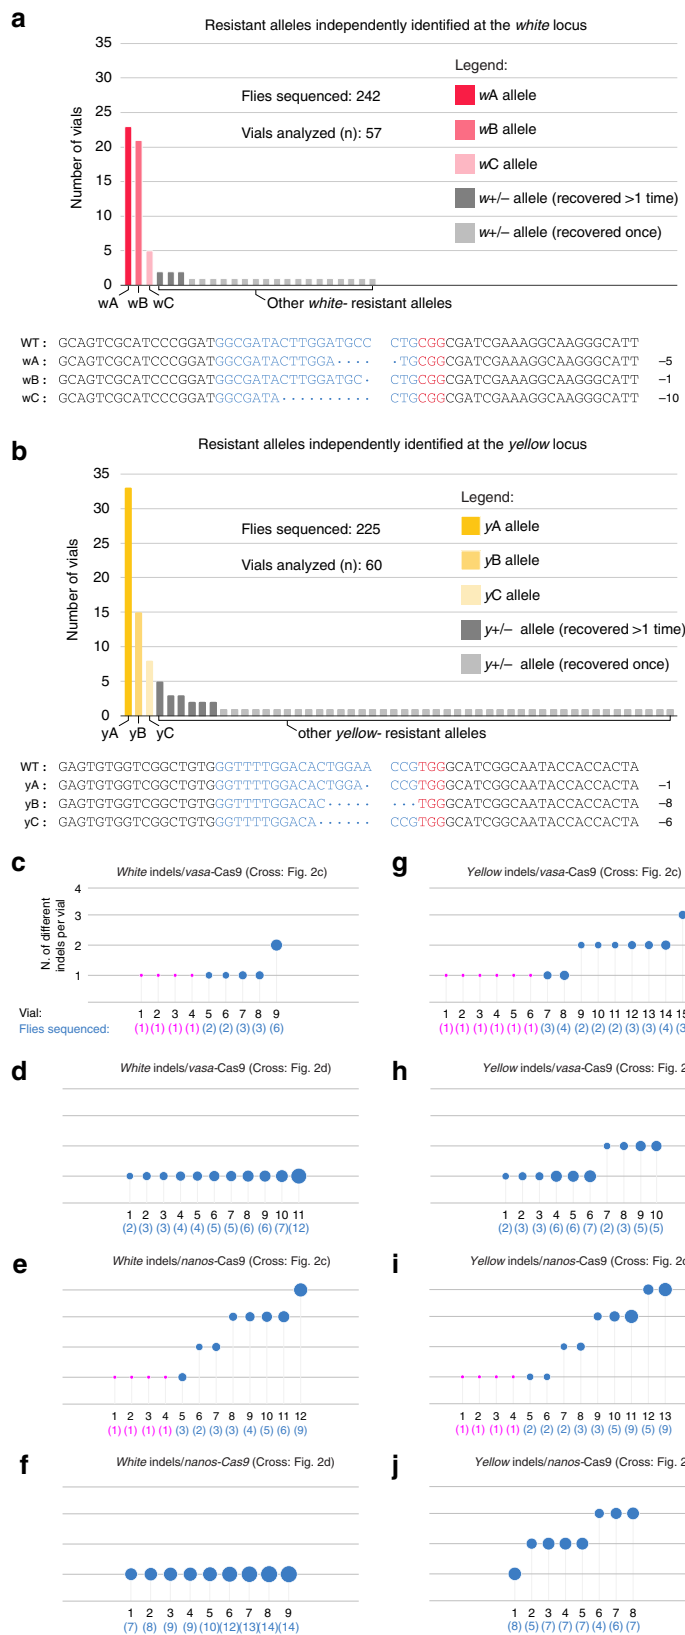 a
Resistant alleles independently identified at the white locus
35
30
25
20
15
10
5
0
Number of vials
Flies sequenced: 242
Vials analyzed (n): 57
Legend:
wA allele
wB allele
wC allele
w+/− allele (recovered >1 time)
w+/− allele (recovered once)
wA wB wC
Other white- resistant alleles
WT : GCAGTCGCATCCCGGATGGCGATACTTGGATGCC CTGCGGCGATCGAAAGGCAAGGGCATT
wA : GCAGTCGCATCCCGGATGGCGATACTTGGA···· ·TGCGGCGATCGAAAGGCAAGGGCATT −5
wB : GCAGTCGCATCCCGGATGGCGATACTTGGATGC· CTGCGGCGATCGAAAGGCAAGGGCATT −1
wC : GCAGTCGCATCCCGGATGGCGATA·········· CTGCGGCGATCGAAAGGCAAGGGCATT −10
b
Resistant alleles independently identified at the yellow locus
35
30
25
20
15
10
5
0
Number of vials
Flies sequenced: 225
Vials analyzed (n): 60
Legend:
yA allele
yB allele
yC allele
y+/− allele (recovered >1 time)
y+/− allele (recovered once)
yA yB yC
other yellow- resistant alleles
WT : GAGTGTGGTCGGCTGTGGGTTTTGGACACTGGAA CCGTGGGCATCGGCAATACCACCACTA
yA : GAGTGTGGTCGGCTGTGGGTTTTGGACACTGGA· CCGTGGGCATCGGCAATACCACCACTA −1
yB : GAGTGTGGTCGGCTGTGGGTTTTGGACAC····· ···TGGGCATCGGCAATACCACCACTA −8
yC : GAGTGTGGTCGGCTGTGGGTTTTGGACA······ CCGTGGGCATCGGCAATACCACCACTA −6
c
White indels/vasa-Cas9 (Cross: Fig. 2c)
4
3
2
1
N. of different
indels per vial
Vial: 1 2 3 4 5 6 7 8 9
Flies sequenced: (1) (1) (1) (1) (2) (2) (3) (3) (6)
g
Yellow indels/vasa-Cas9 (Cross: Fig. 2c)
1 2 3 4 5 6 7 8 9 10 11 12 13 14 15
(1) (1) (1) (1) (1) (1) (3) (4) (2) (2) (2) (3) (3) (4) (3
d
White indels/vasa-Cas9 (Cross: Fig. 2d)
1 2 3 4 5 6 7 8 9 10 11
(2) (3) (3) (4) (4) (5) (5) (6) (6) (7) (12)
h
Yellow indels/vasa-Cas9 (Cross: Fig. 2
1 2 3 4 5 6 7 8 9 10
(2) (3) (3) (6) (6) (7) (2) (3) (5) (5)
e
White indels/nanos-Cas9 (Cross: Fig. 2c)
1 2 3 4 5 6 7 8 9 10 11 12
(1) (1) (1) (1) (3) (2) (3) (3) (4) (5) (6) (9)
i
Yellow indels/nanos-Cas9 (Cross: Fig. 2c
1 2 3 4 5 6 7 8 9 10 11 12 13
(1) (1) (1) (1) (2) (2) (2) (3) (3) (5) (9) (5) (9)
f
White indels/nanos-Cas9 (Cross: Fig. 2d)
1 2 3 4 5 6 7 8 9
(7) (8) (9) (9) (10) (12) (13) (14) (14)
j
Yellow indels/nanos-Cas9 (Cross: Fig. 2
1 2 3 4 5 6 7 8
(8) (5) (7) (7) (7) (4) (6) (7)